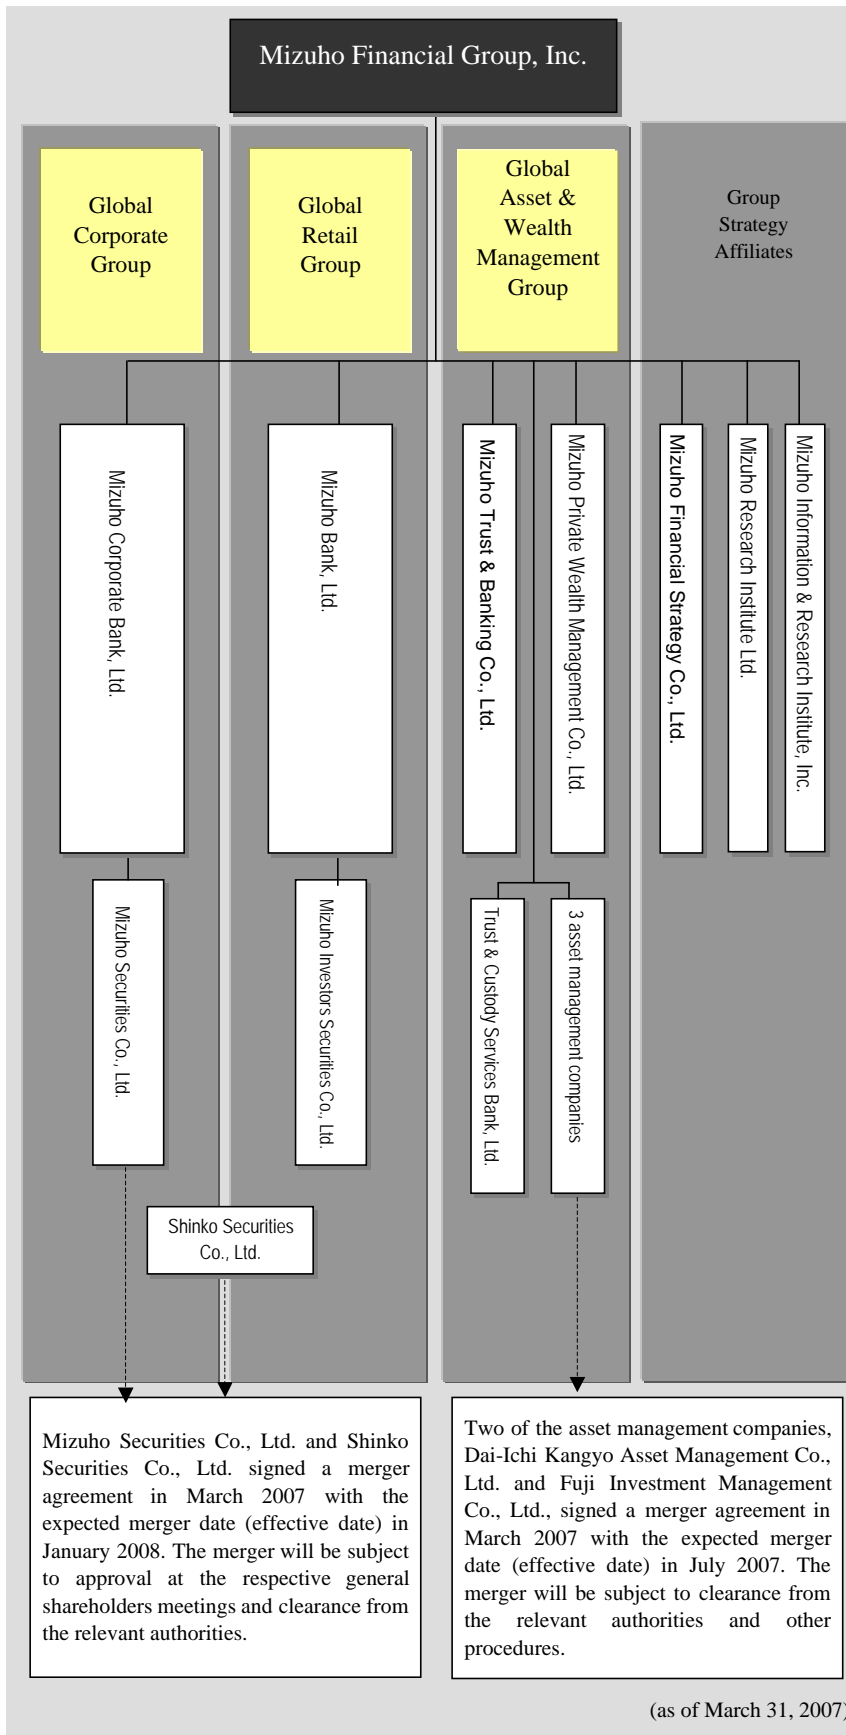 Mizuho Financial Group, Inc.
Global
Corporate
Group
Global
Retail
Group
Global
Asset &
Wealth
Management
Group
Group
Strategy
Affiliates
Mizuho Corporate Bank, Ltd.
Mizuho Bank, Ltd.
Mizuho Trust & Banking Co., Ltd.
Mizuho Private Wealth Management Co., Ltd.
Mizuho Financial Strategy Co., Ltd.
Mizuho Research Institute Ltd.
Mizuho Information & Research Institute, Inc.
Mizuho Securities Co., Ltd.
Mizuho Investors Securities Co., Ltd.
Trust & Custody Services Bank, Ltd.
3 asset management companies
Shinko Securities
Co., Ltd.
Mizuho Securities Co., Ltd. and Shinko
Securities Co., Ltd. signed a merger
agreement in March 2007 with the
expected merger date (effective date) in
January 2008. The merger will be subject
to approval at the respective general
shareholders meetings and clearance from
the relevant authorities.
Two of the asset management companies,
Dai-Ichi Kangyo Asset Management Co.,
Ltd. and Fuji Investment Management
Co., Ltd., signed a merger agreement in
March 2007 with the expected merger
date (effective date) in July 2007. The
merger will be subject to clearance from
the relevant authorities and other
procedures.
(as of March 31, 2007)